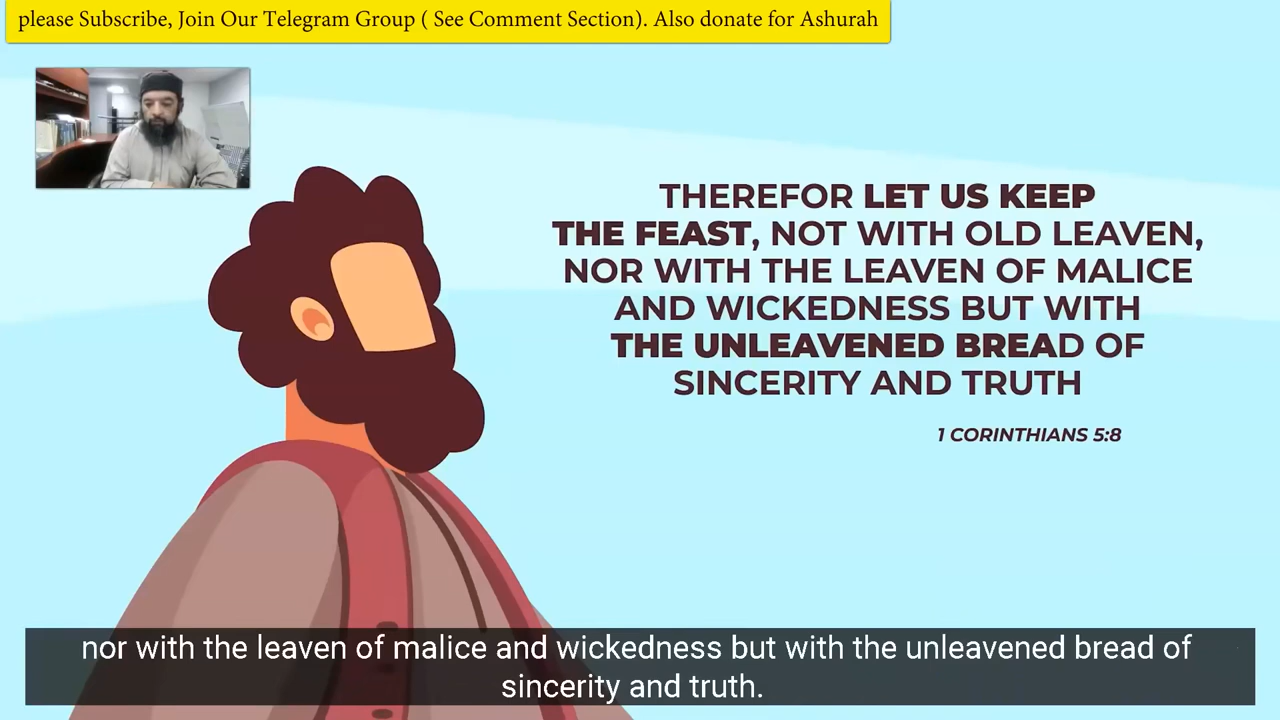 please Subscribe, Join Our Telegram Group ( See Comment Section). Also donate for Ashurah
THEREFOR LET US KEEP
THE FEAST, NOT WITH OLD LEAVEN,
NOR WITH THE LEAVEN OF MALICE
AND WICKEDNESS BUT WITH
THE UNLEAVENED BREAD OF
SINCERITY AND TRUTH
1 CORINTHIANS 5:8
nor with the leaven of malice and wickedness but with the unleavened bread of
sincerity and truth.